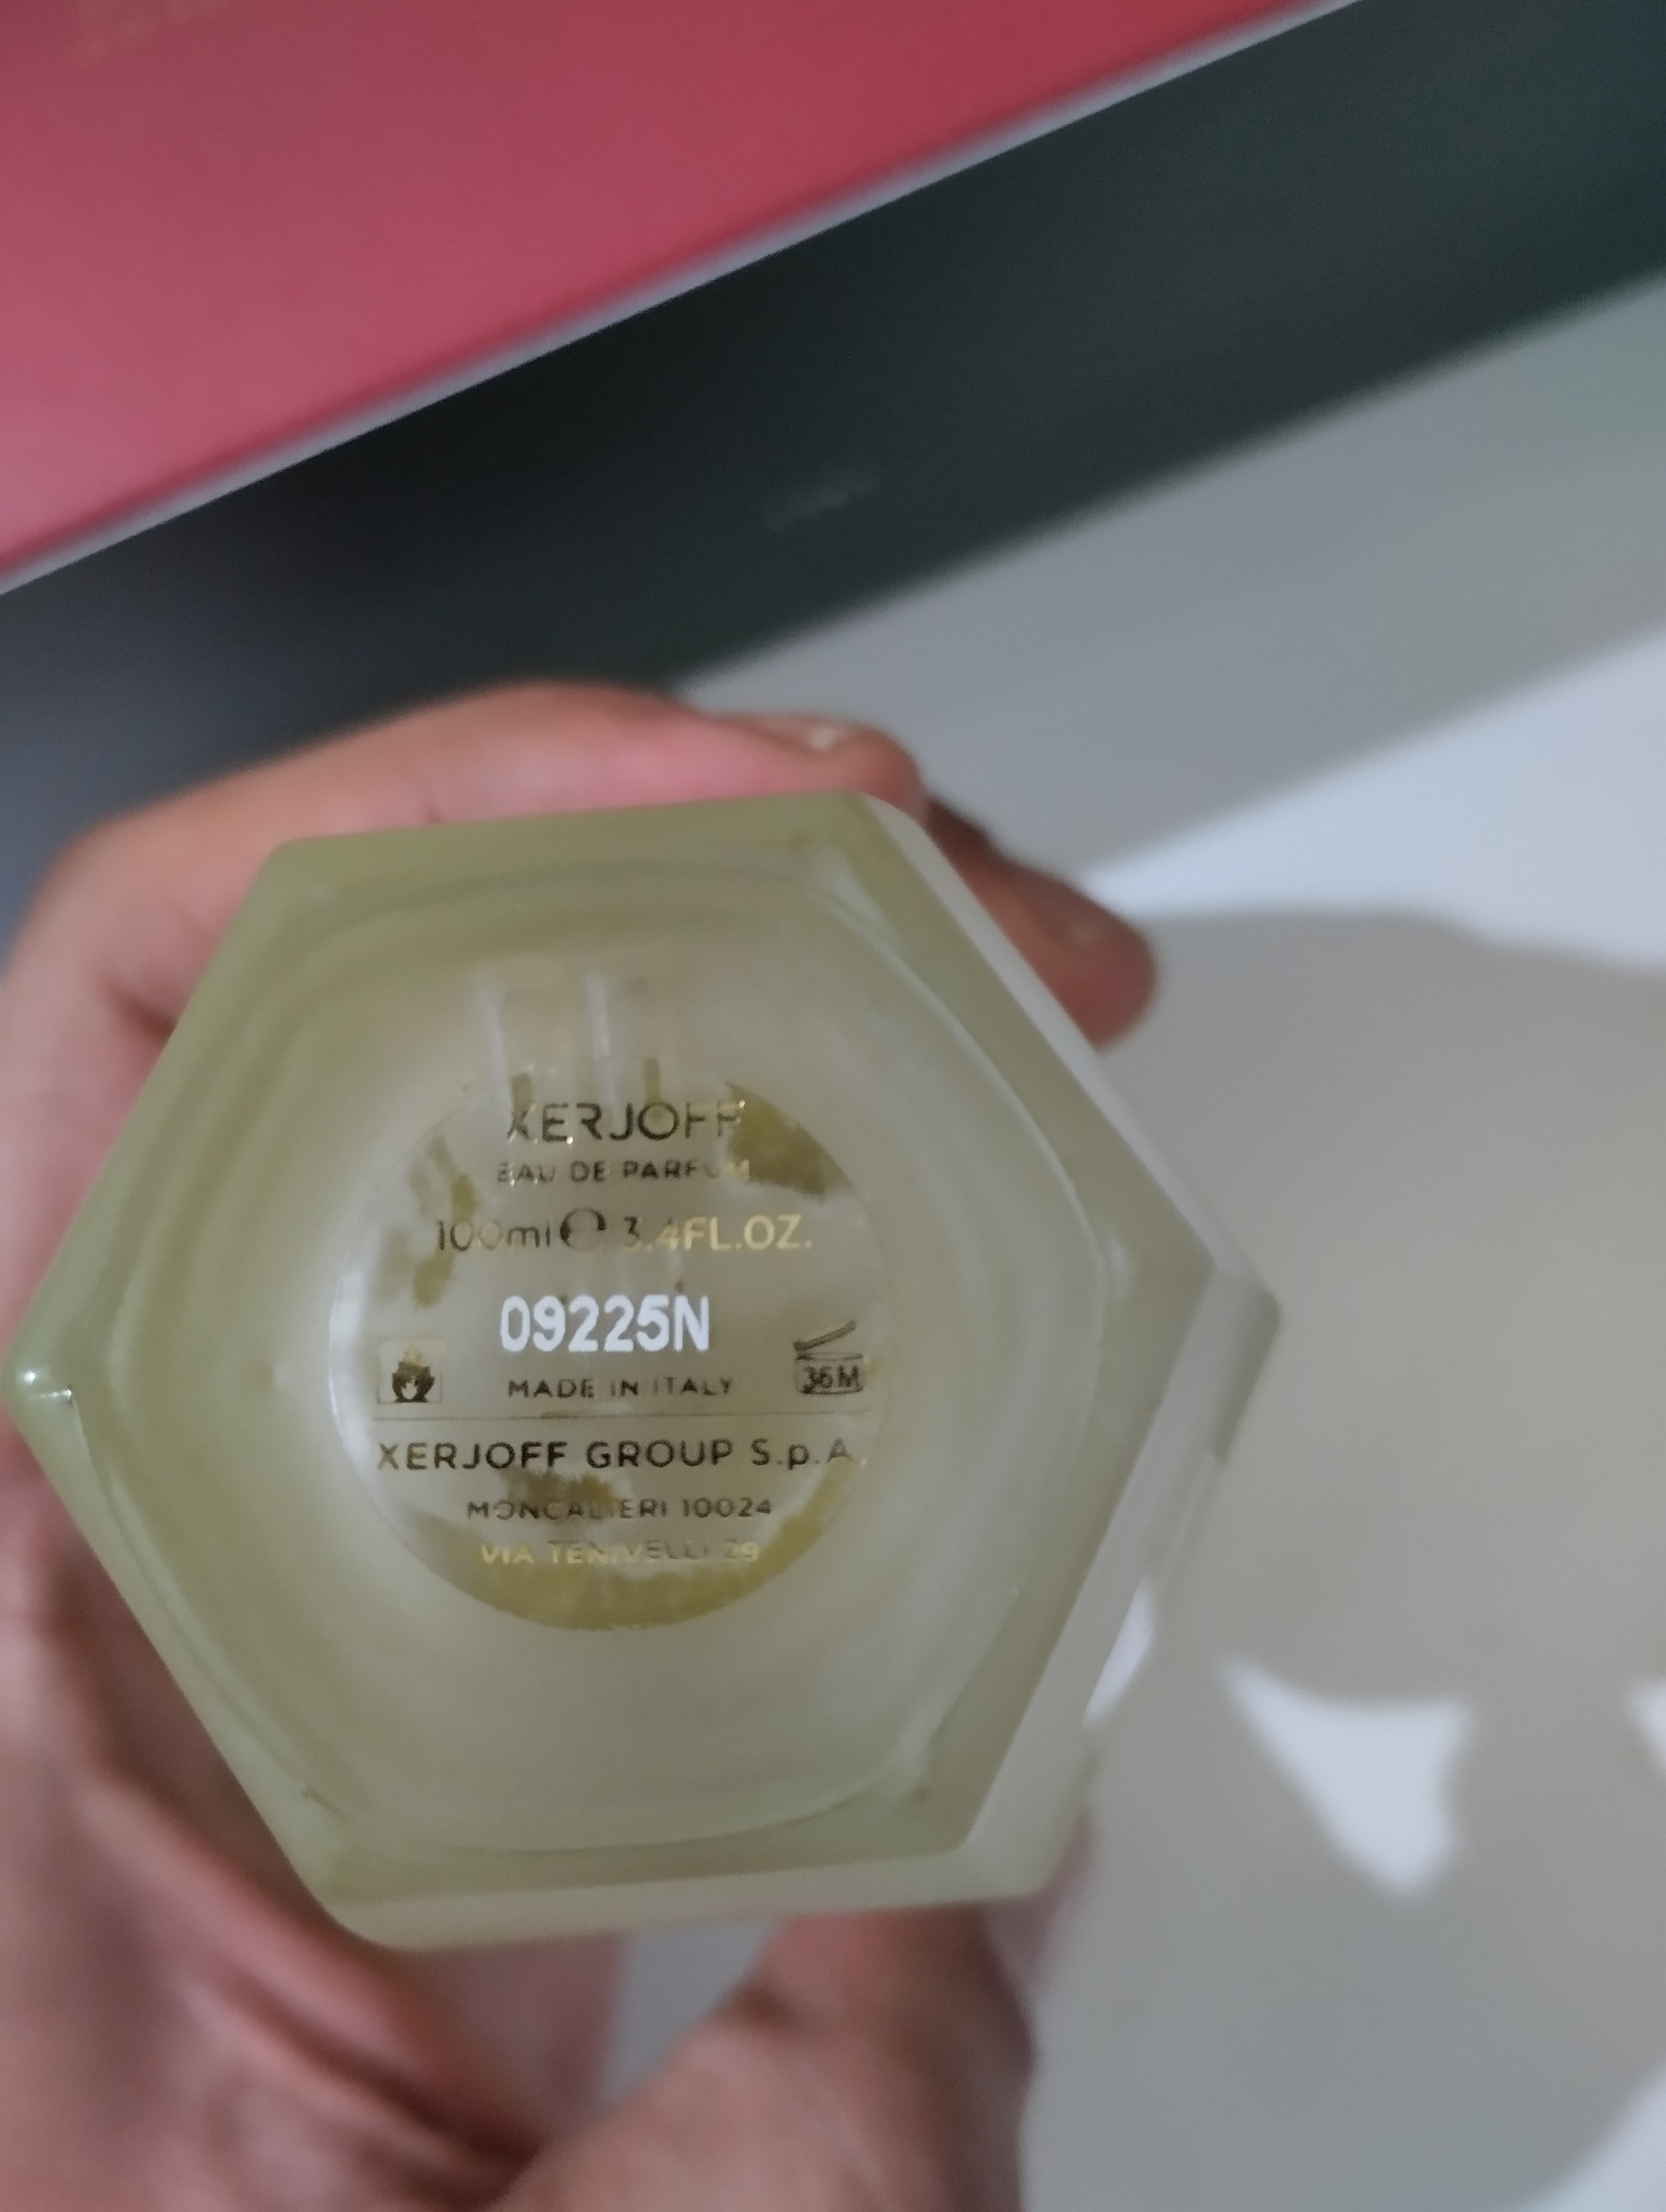 XERJOFF
EAU DE PARFUM
100ml ℮ 3.4FL.OZ.
09225N
36M
MADE IN ITALY
XERJOFF GROUP S.p.A.
MONCALIERI 10024
VIA TENIVELLI 29